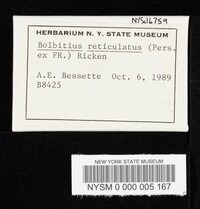 NYS16759
HERBARIUM N. Y. STATE MUSEUM
Bolbitius reticulatus (Pers.
ex FR.) Ricken
A.E. Bessette Oct. 6, 1989
B8425
NEW YORK STATE MUSEUM
NYSM 0 000 005 167